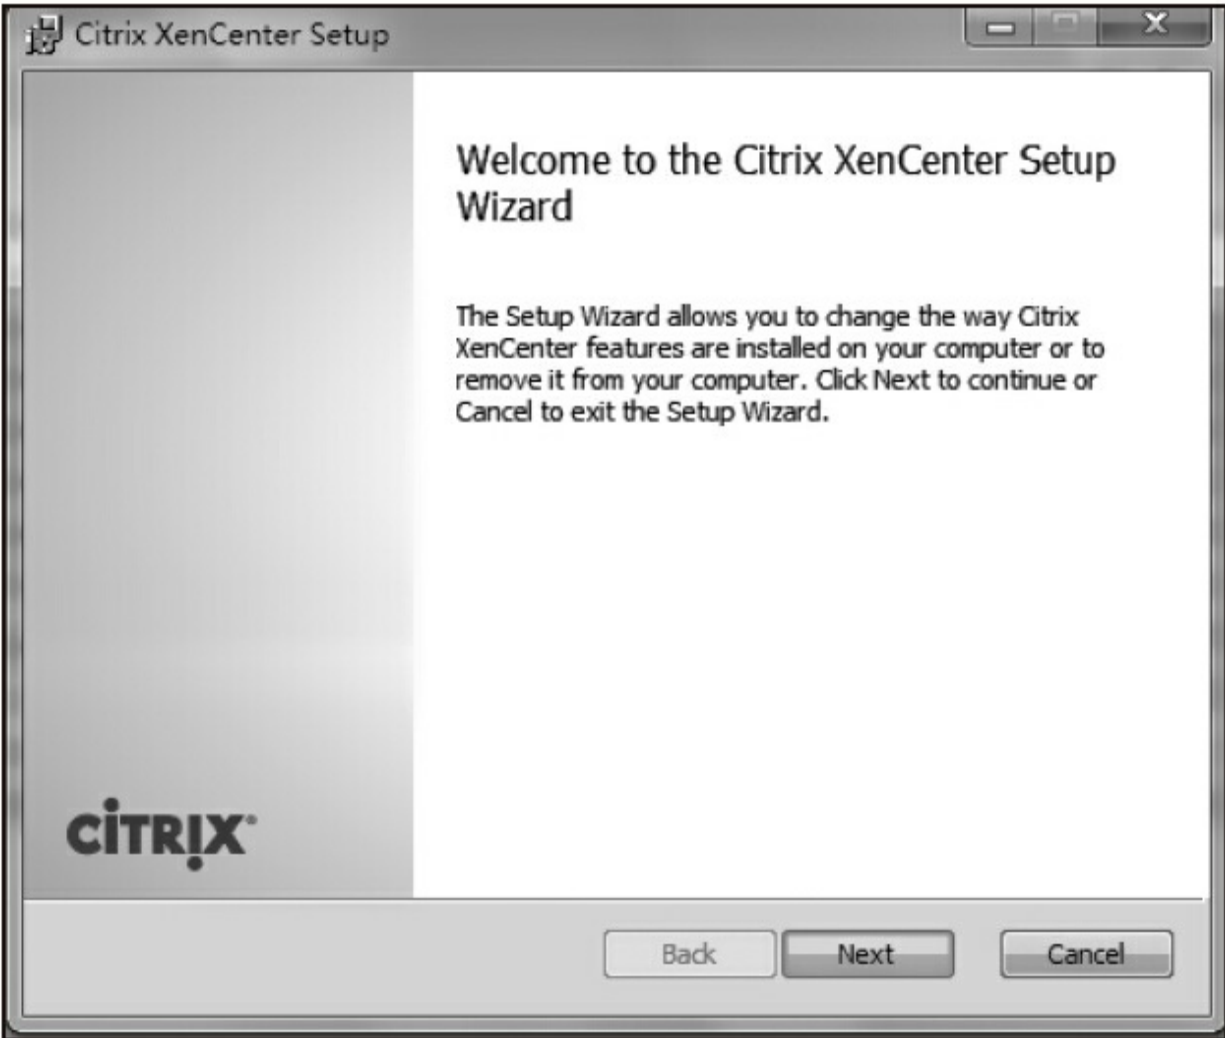 Citrix XenCenter Setup
Welcome to the Citrix XenCenter Setup
Wizard
The Setup Wizard allows you to change the way Citrix
XenCenter features are installed on your computer or to
remove it from your computer. Click Next to continue or
Cancel to exit the Setup Wizard.
CITRIX
Back
Next
Cancel